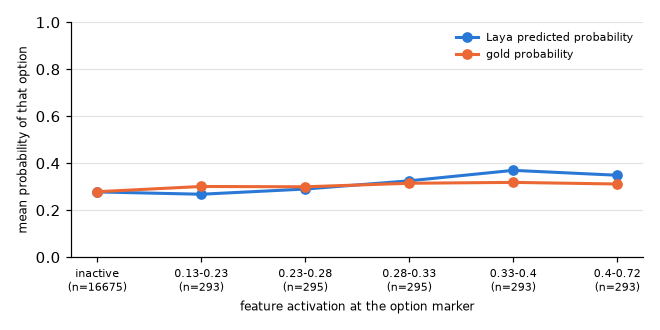 1.0
0.8
0.6
0.4
0.2
0.0
mean probability of that option
Laya predicted probability
gold probability
inactive
(n=16675)
0.13-0.23
(n=293)
0.23-0.28
(n=295)
0.28-0.33
(n=295)
0.33-0.4
(n=293)
0.4-0.72
(n=293)
feature activation at the option marker